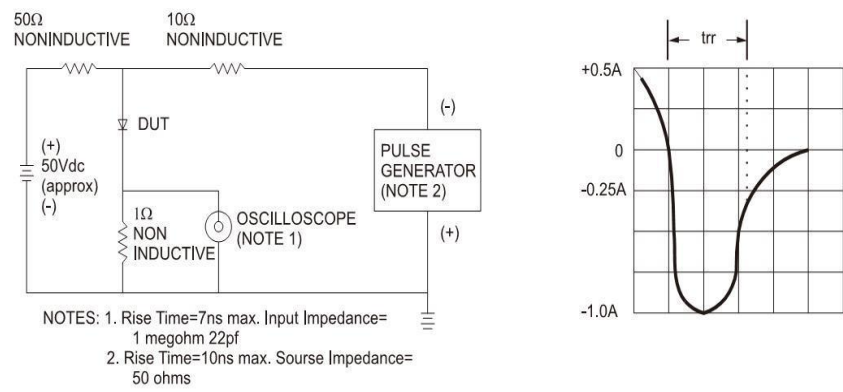 50Ω
NONINDUCTIVE
10Ω
NONINDUCTIVE
DUT
(+)
50Vdc
(approx)
(-)
1Ω
NON
INDUCTIVE
OSCILLOSCOPE
(NOTE 1)
(-)
PULSE
GENERATOR
(NOTE 2)
(+)
NOTES: 1. Rise Time=7ns max. Input Impedance=
1 megohm 22pf
2. Rise Time=10ns max. Sourse Impedance=
50 ohms
trr
+0.5A
0
-0.25A
-1.0A